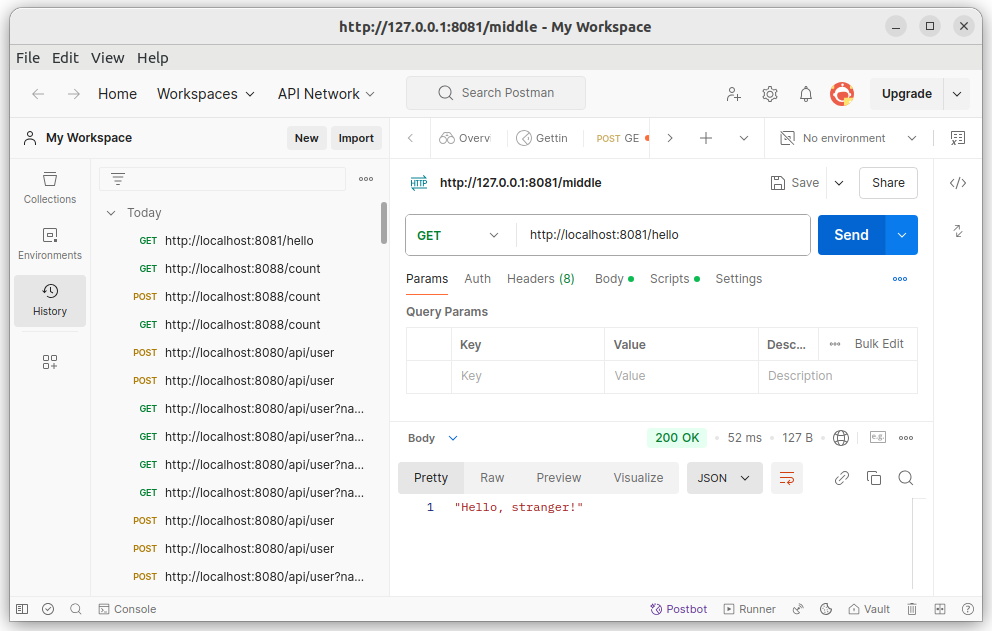 http://127.0.0.1:8081/middle - My Workspace
File Edit View Help
Home Workspaces API Network Search Postman Upgrade
My Workspace New Import Overv Gettin POST GE No environment
Collections
Environments
History
Today
GET http://localhost:8081/hello
GET http://localhost:8088/count
POST http://localhost:8088/count
GET http://localhost:8088/count
POST http://localhost:8080/api/user
POST http://localhost:8080/api/user
GET http://localhost:8080/api/user?na...
GET http://localhost:8080/api/user?na...
GET http://localhost:8080/api/user?na...
GET http://localhost:8080/api/user?na...
POST http://localhost:8080/api/user
POST http://localhost:8080/api/user
POST http://localhost:8080/api/user?na...
HTTP http://127.0.0.1:8081/middle Save Share
GET http://localhost:8081/hello Send
Params Auth Headers (8) Body Scripts Settings
Query Params
Key Value Desc... Bulk Edit
Key Value Description
Body 200 OK 52 ms 127 B e.g.
Pretty Raw Preview Visualize JSON
1 "Hello, stranger!"
Console Postbot Runner Vault